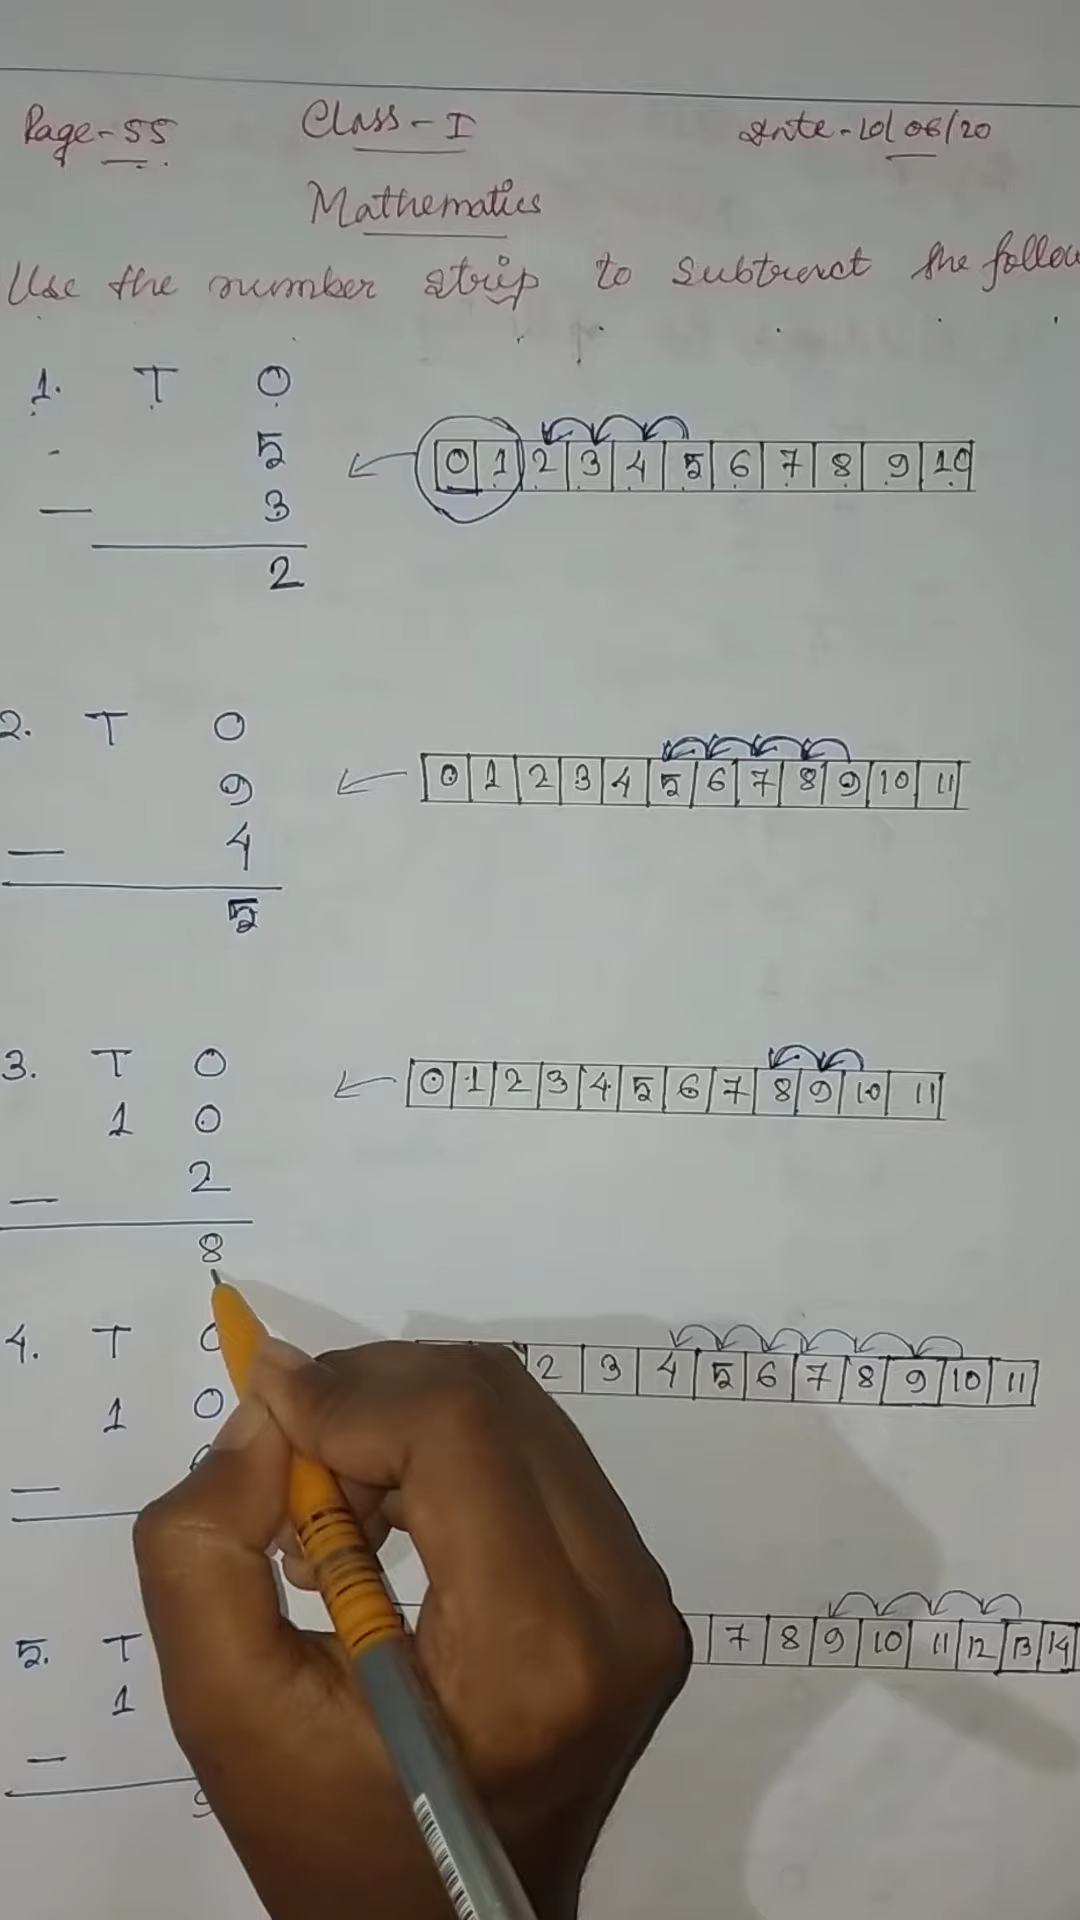 Page-55 Class-I Date-10/06/20
Mathematics
Use the number strip to subtract the follow
1. T O
5
- 3
2
0 1 2 3 4 5 6 7 8 9 10
2. T O
9
- 4
5
0 1 2 3 4 5 6 7 8 9 10 11
3. T O
1 0
- 2
8
0 1 2 3 4 5 6 7 8 9 10 11
4. T
1 0
-
2 3 4 5 6 7 8 9 10 11
5. T
1
-
7 8 9 10 11 12 13 14